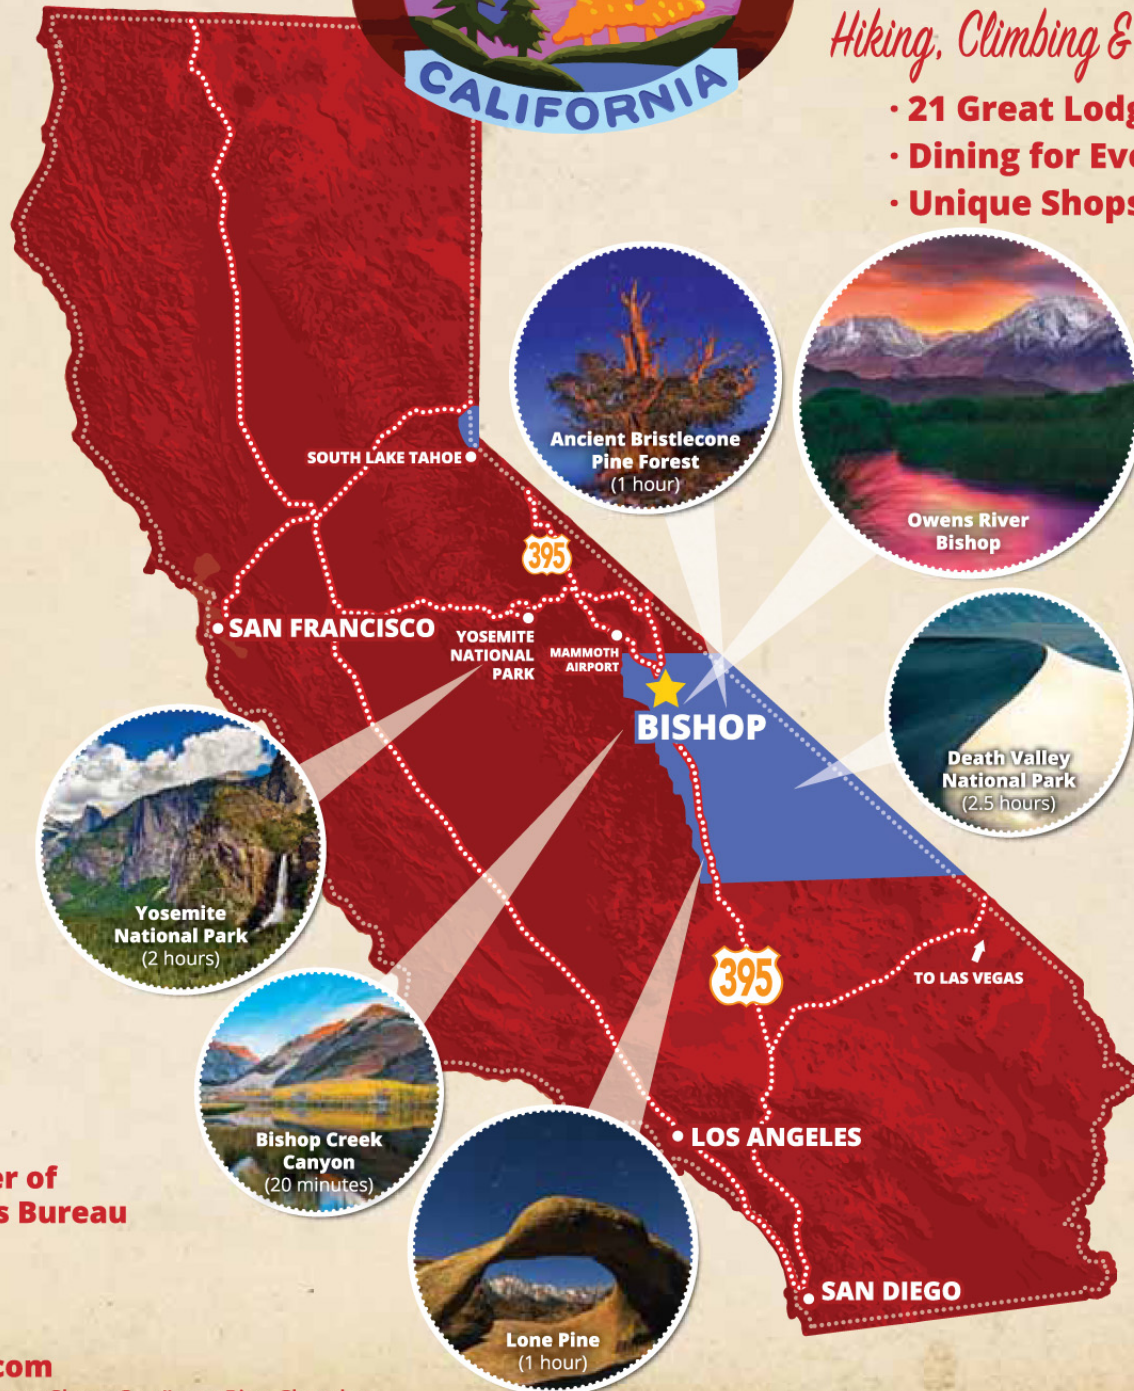 CALIFORNIA
Hiking, Climbing &
· 21 Great Lodg
· Dining for Eve
· Unique Shops
Ancient Bristlecone
Pine Forest
(1 hour)
Owens River
Bishop
SOUTH LAKE TAHOE
395
SAN FRANCISCO
YOSEMITE
NATIONAL
PARK
MAMMOTH
AIRPORT
BISHOP
Death Valley
National Park
(2.5 hours)
Yosemite
National Park
(2 hours)
395
TO LAS VEGAS
Bishop Creek
Canyon
(20 minutes)
LOS ANGELES
er of
s Bureau
SAN DIEGO
Lone Pine
(1 hour)
com